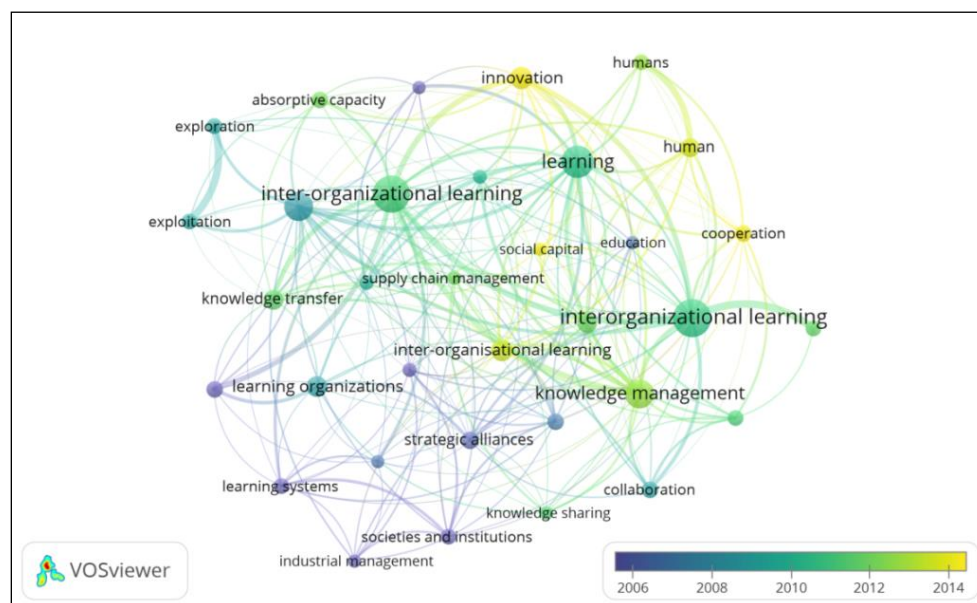 humans
innovation
absorptive capacity
exploration
human
learning
inter-organizational learning
exploitation
cooperation
social capital
education
supply chain management
knowledge transfer
interorganizational learning
inter-organisational learning
learning organizations
knowledge management
strategic alliances
learning systems
collaboration
knowledge sharing
societies and institutions
industrial management
VOSviewer
2006 2008 2010 2012 2014